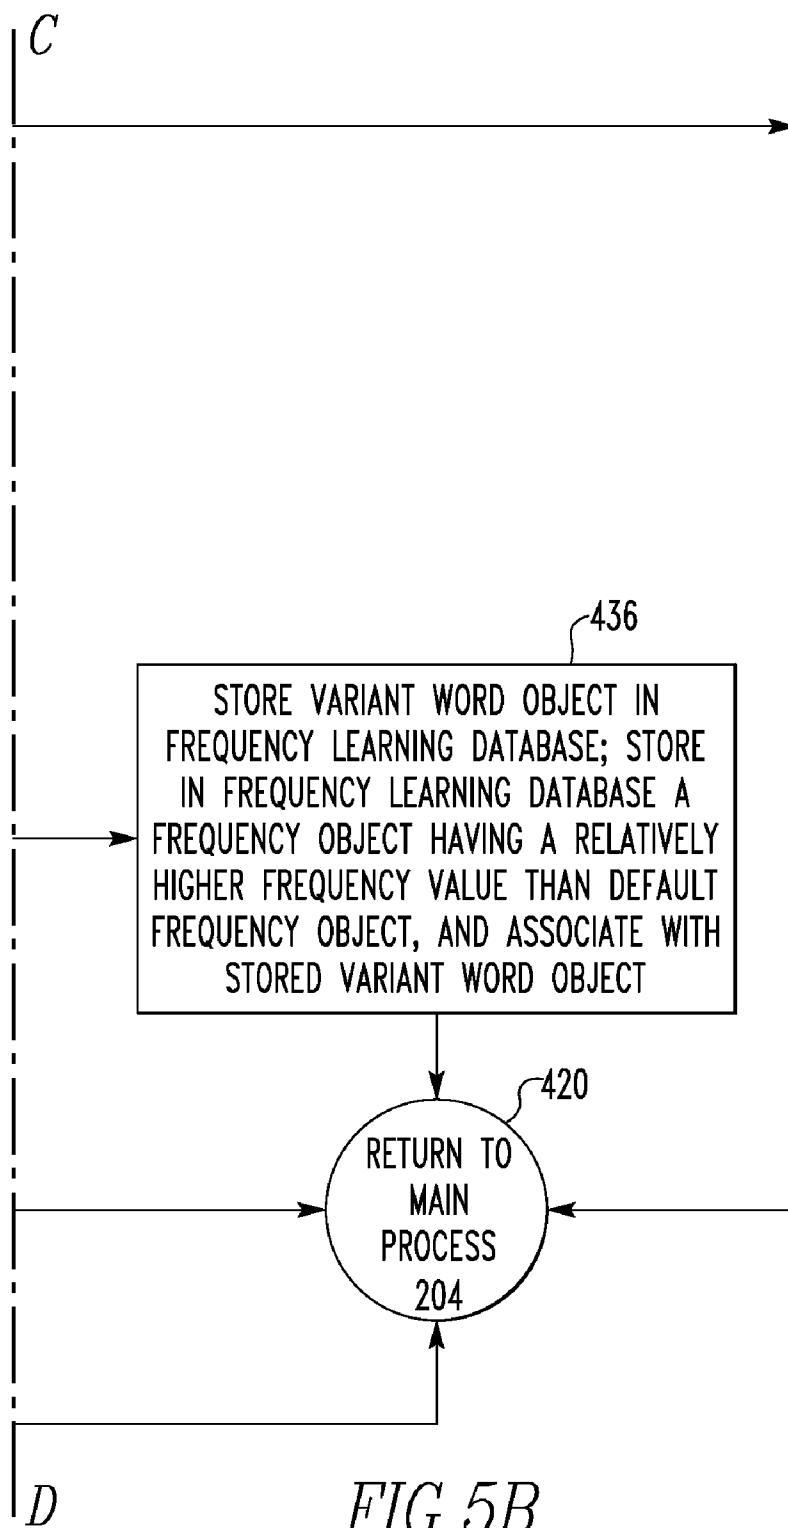 C
436
STORE VARIANT WORD OBJECT IN
FREQUENCY LEARNING DATABASE; STORE
IN FREQUENCY LEARNING DATABASE A
FREQUENCY OBJECT HAVING A RELATIVELY
HIGHER FREQUENCY VALUE THAN DEFAULT
FREQUENCY OBJECT, AND ASSOCIATE WITH
STORED VARIANT WORD OBJECT
420
RETURN TO
MAIN
PROCESS
204
D
FIG.5B